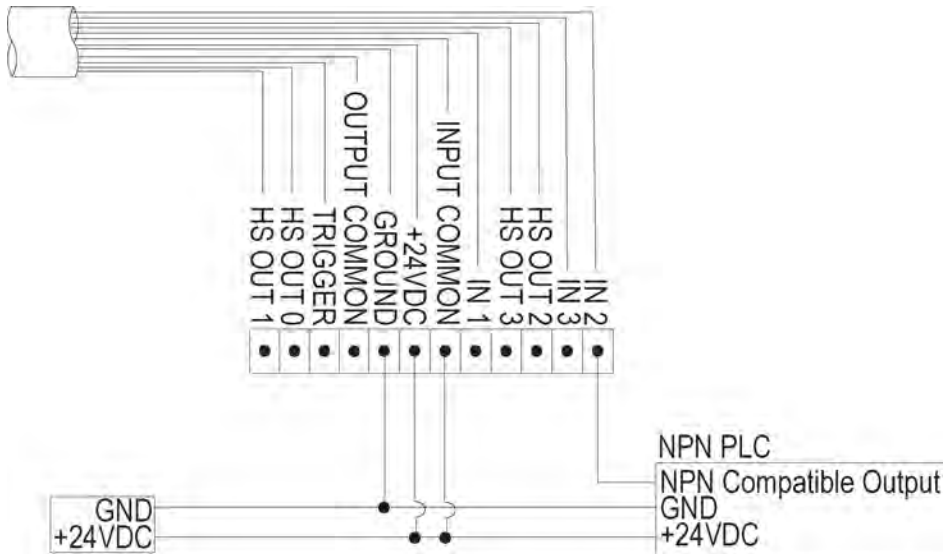 HS OUT 1
HS OUT 0
TRIGGER
OUTPUT COMMON
GROUND
+24VDC
INPUT COMMON
IN 1
HS OUT 3
HS OUT 2
IN 3
IN 2
NPN PLC
NPN Compatible Output
GND
+24VDC
GND
+24VDC